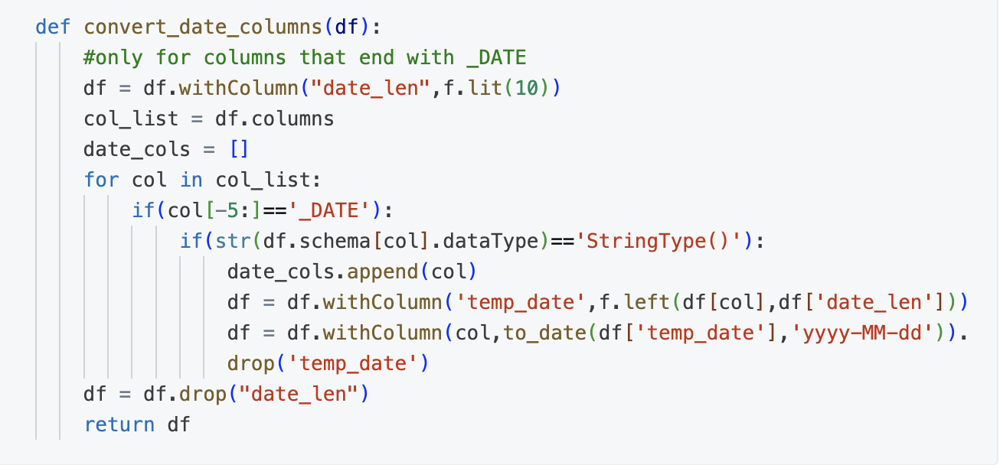 def convert_date_columns(df):
    #only for columns that end with _DATE
    df = df.withColumn("date_len",f.lit(10))
    col_list = df.columns
    date_cols = []
    for col in col_list:
        if(col[-5:]=='_DATE'):
            if(str(df.schema[col].dataType)=='StringType()'):
                date_cols.append(col)
                df = df.withColumn('temp_date',f.left(df[col],df['date_len']))
                df = df.withColumn(col,to_date(df['temp_date'],'yyyy-MM-dd')).
                drop('temp_date')
    df = df.drop("date_len")
    return df